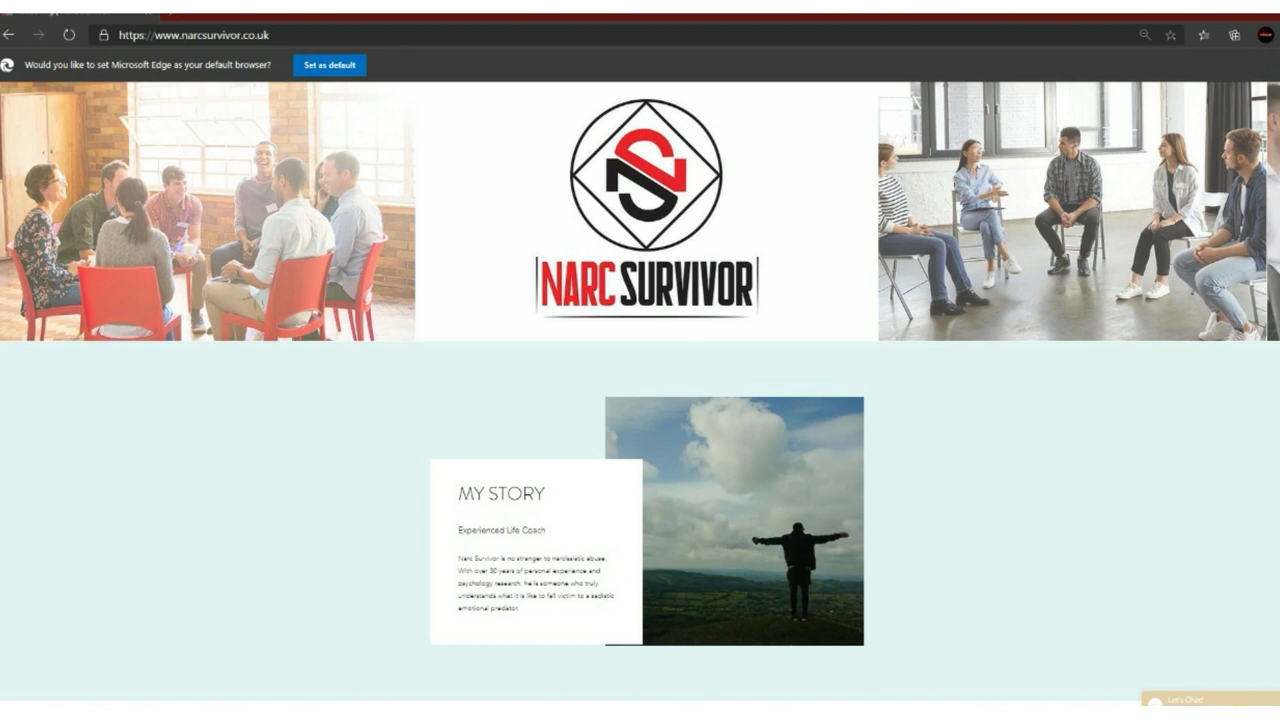 https://www.narcsurvivor.co.uk
Would you like to set Microsoft Edge as your default browser?
Set as default
NARC SURVIVOR
MY STORY
Experienced Life Coach
Narc Survivor is no stranger to narcissistic abuse.
With over 30 years of personal experience and
psychology research, he is someone who truly
understands what it is like to fall victim to a sadistic
emotional predator.
Let's Chat!